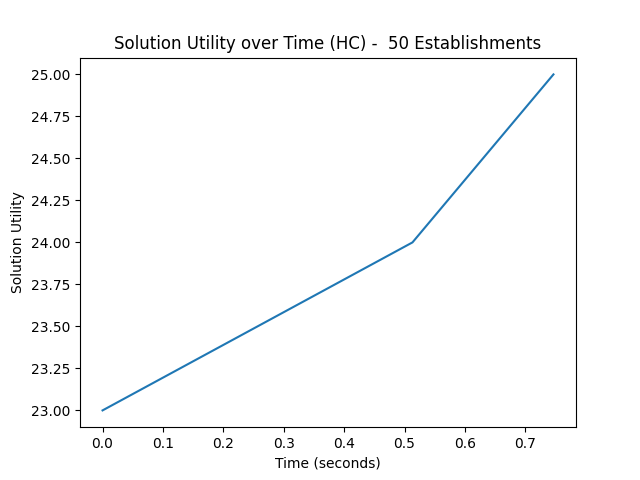 Solution Utility over Time (HC) -  50 Establishments
25.00
24.75
24.50
24.25
24.00
23.75
23.50
23.25
23.00
Solution Utility
0.0 0.1 0.2 0.3 0.4 0.5 0.6 0.7
Time (seconds)